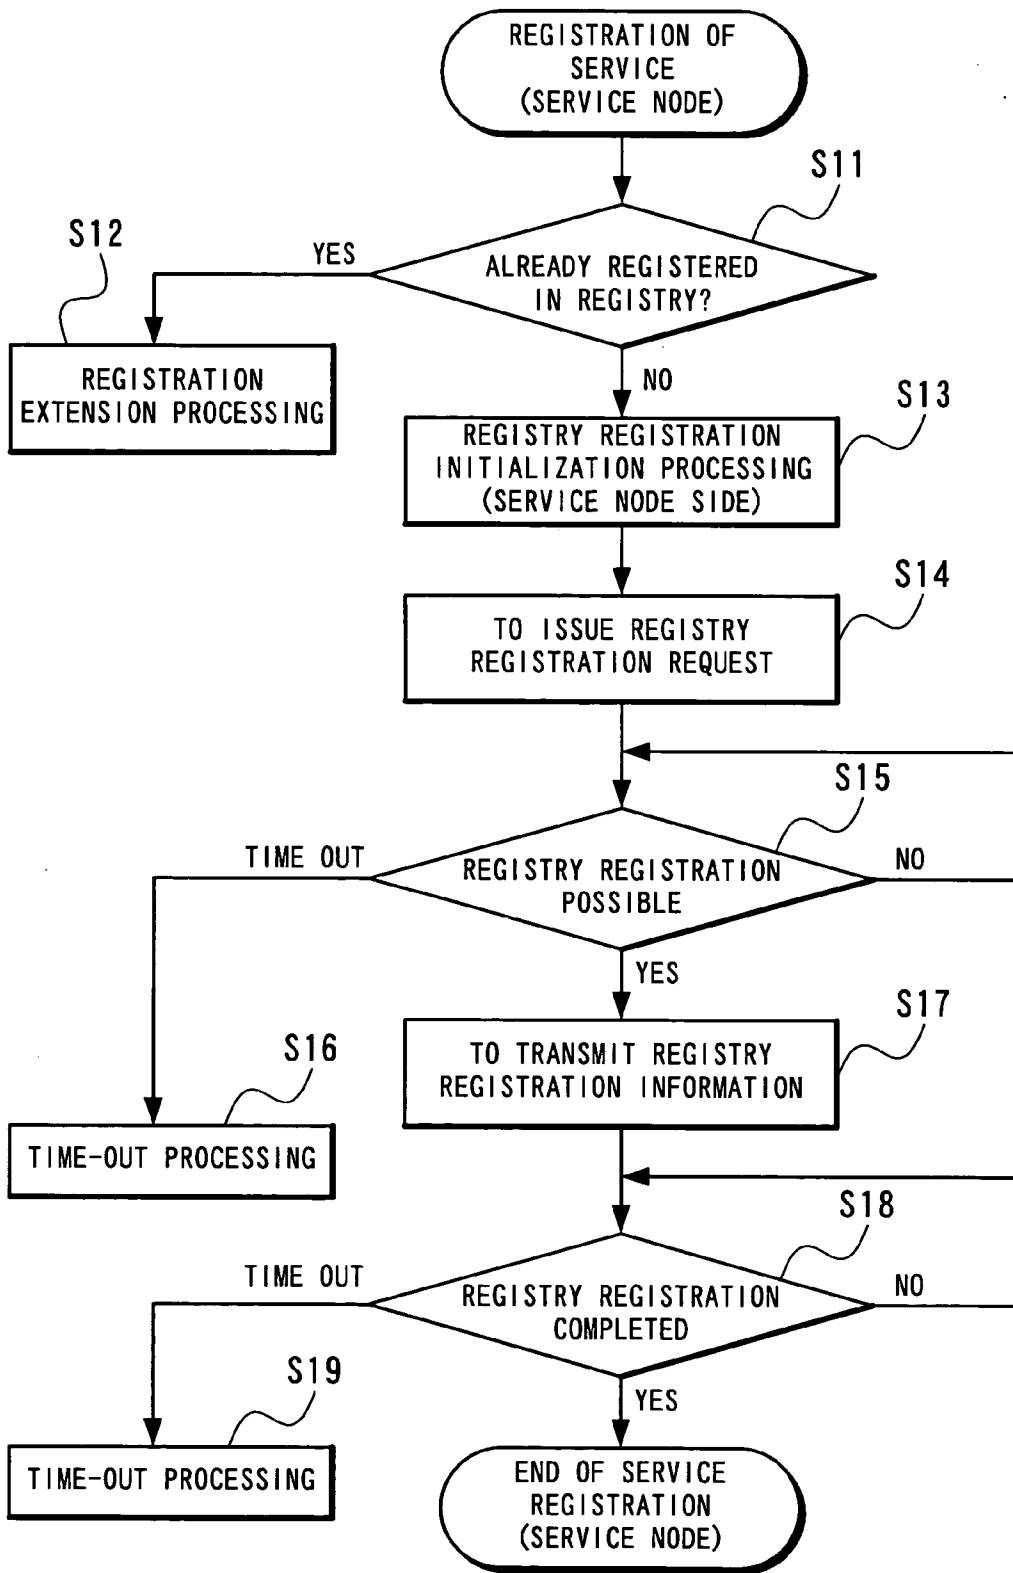 REGISTRATION OF
SERVICE
(SERVICE NODE)
S11
ALREADY REGISTERED
IN REGISTRY?
YES
S12
REGISTRATION
EXTENSION PROCESSING
NO
S13
REGISTRY REGISTRATION
INITIALIZATION PROCESSING
(SERVICE NODE SIDE)
S14
TO ISSUE REGISTRY
REGISTRATION REQUEST
S15
TIME OUT
REGISTRY REGISTRATION
POSSIBLE
NO
YES
S16
TIME-OUT PROCESSING
S17
TO TRANSMIT REGISTRY
REGISTRATION INFORMATION
S18
TIME OUT
REGISTRY REGISTRATION
COMPLETED
NO
S19
TIME-OUT PROCESSING
YES
END OF SERVICE
REGISTRATION
(SERVICE NODE)